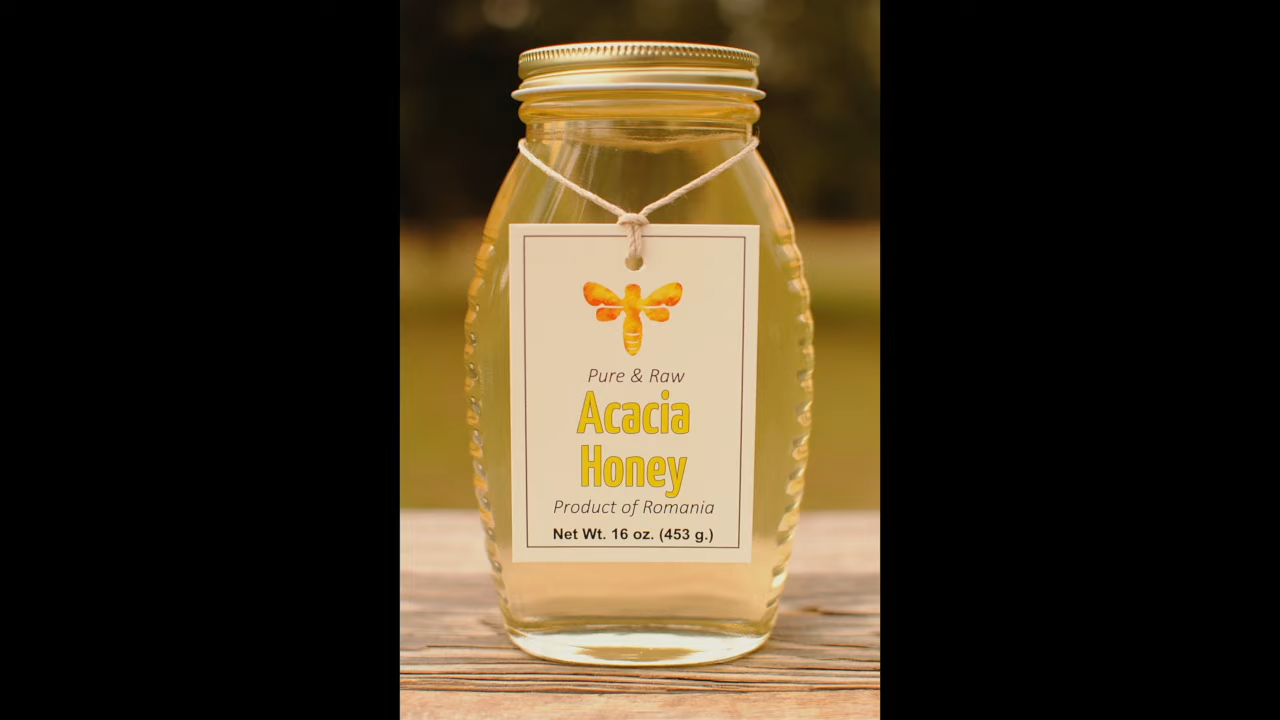 Pure & Raw
Acacia
Honey
Product of Romania
Net Wt. 16 oz. (453 g.)